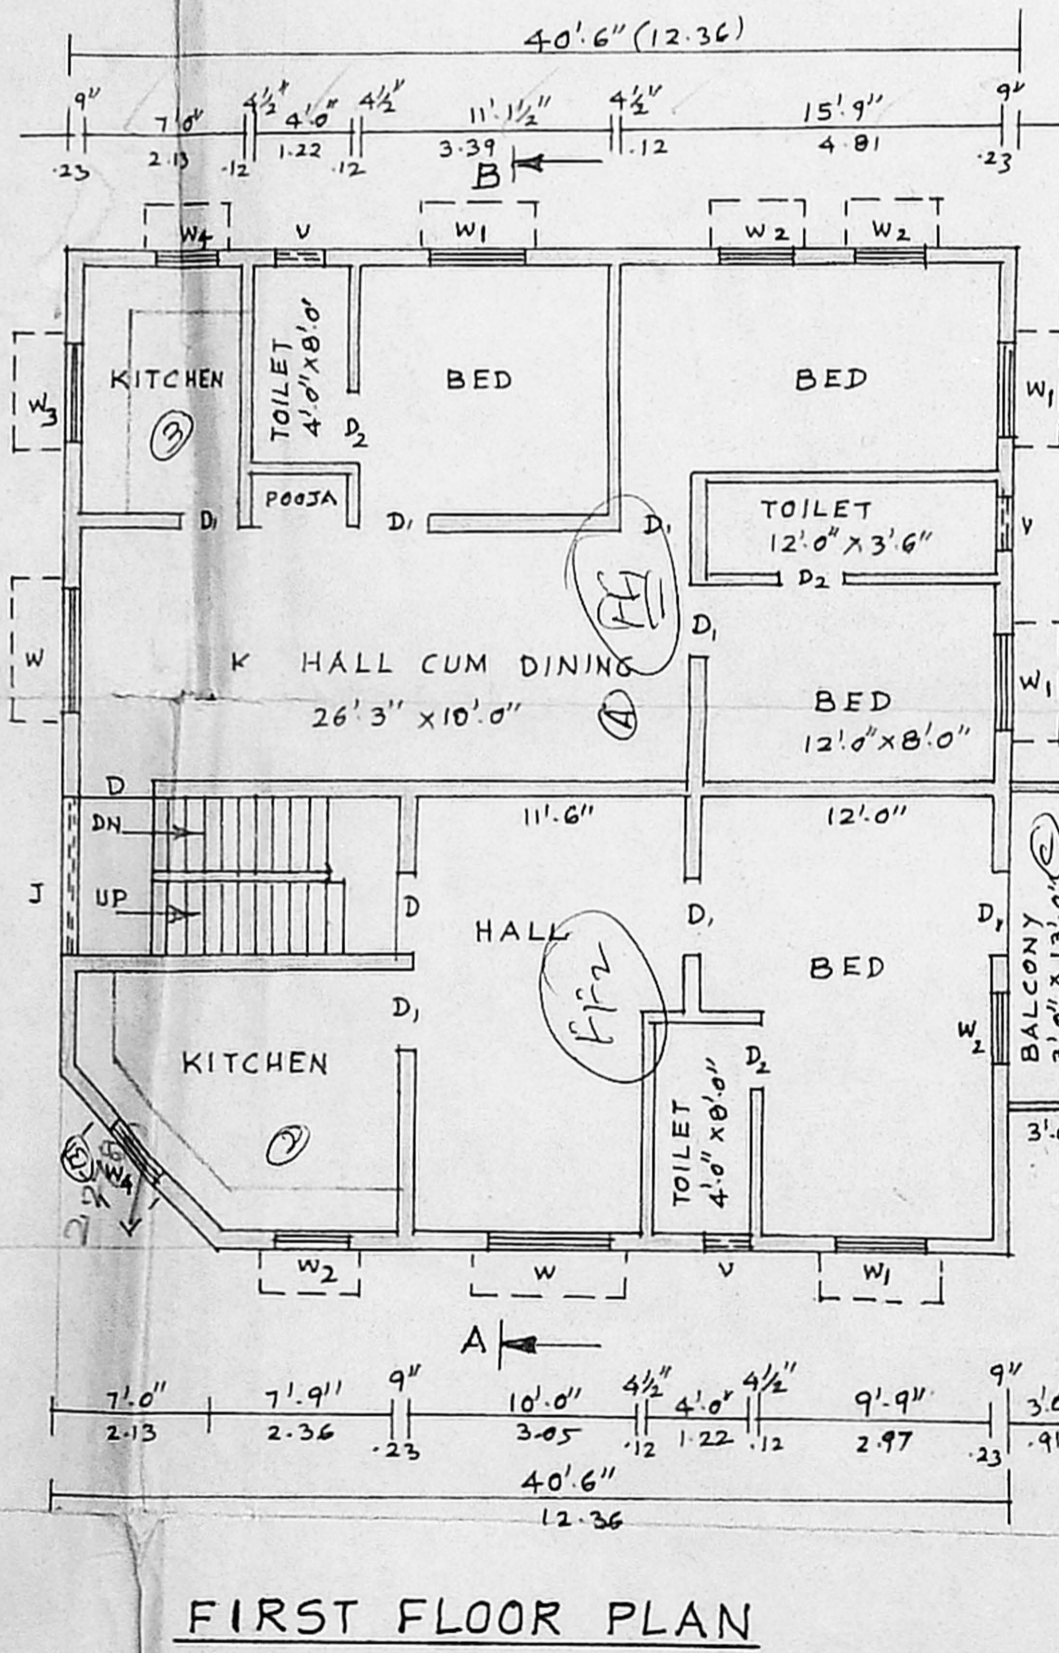 40'.6" (12.36)
9" 7'0" 4½" 4'.0" 4½" 11'.1½" 4½" 15'.9" 9"
.23 2.13 .12 1.22 .12 3.39 .12 4.81 .23
B
W4 V W1 W2 W2
KITCHEN
3
TOILET
4'.0" X 8'.0"
BED
BED
W3
W1
D2
POOJA
D1 D1 D1
TOILET
12'.0" X 3'.6"
V
D2
D1
W
K HALL CUM DINING
26'.3" X 10'.0"
A
BED
12'.0" X 8'.0"
W1
D
DN
UP
J
11'.6"
12'.0"
D
HALL
D1
BED
D1
BALCONY
C
D1
KITCHEN
2
W2
TOILET
4'.0" X 8'.0"
D2
W4
W2 W V W1
A
7'.0" 7'.9" 9" 10'.0" 4½" 4'.0" 4½" 9'.9" 9"
2.13 2.36 .23 3.05 .12 1.22 .12 2.97 .23 .91
40'.6"
12.36
FIRST FLOOR PLAN